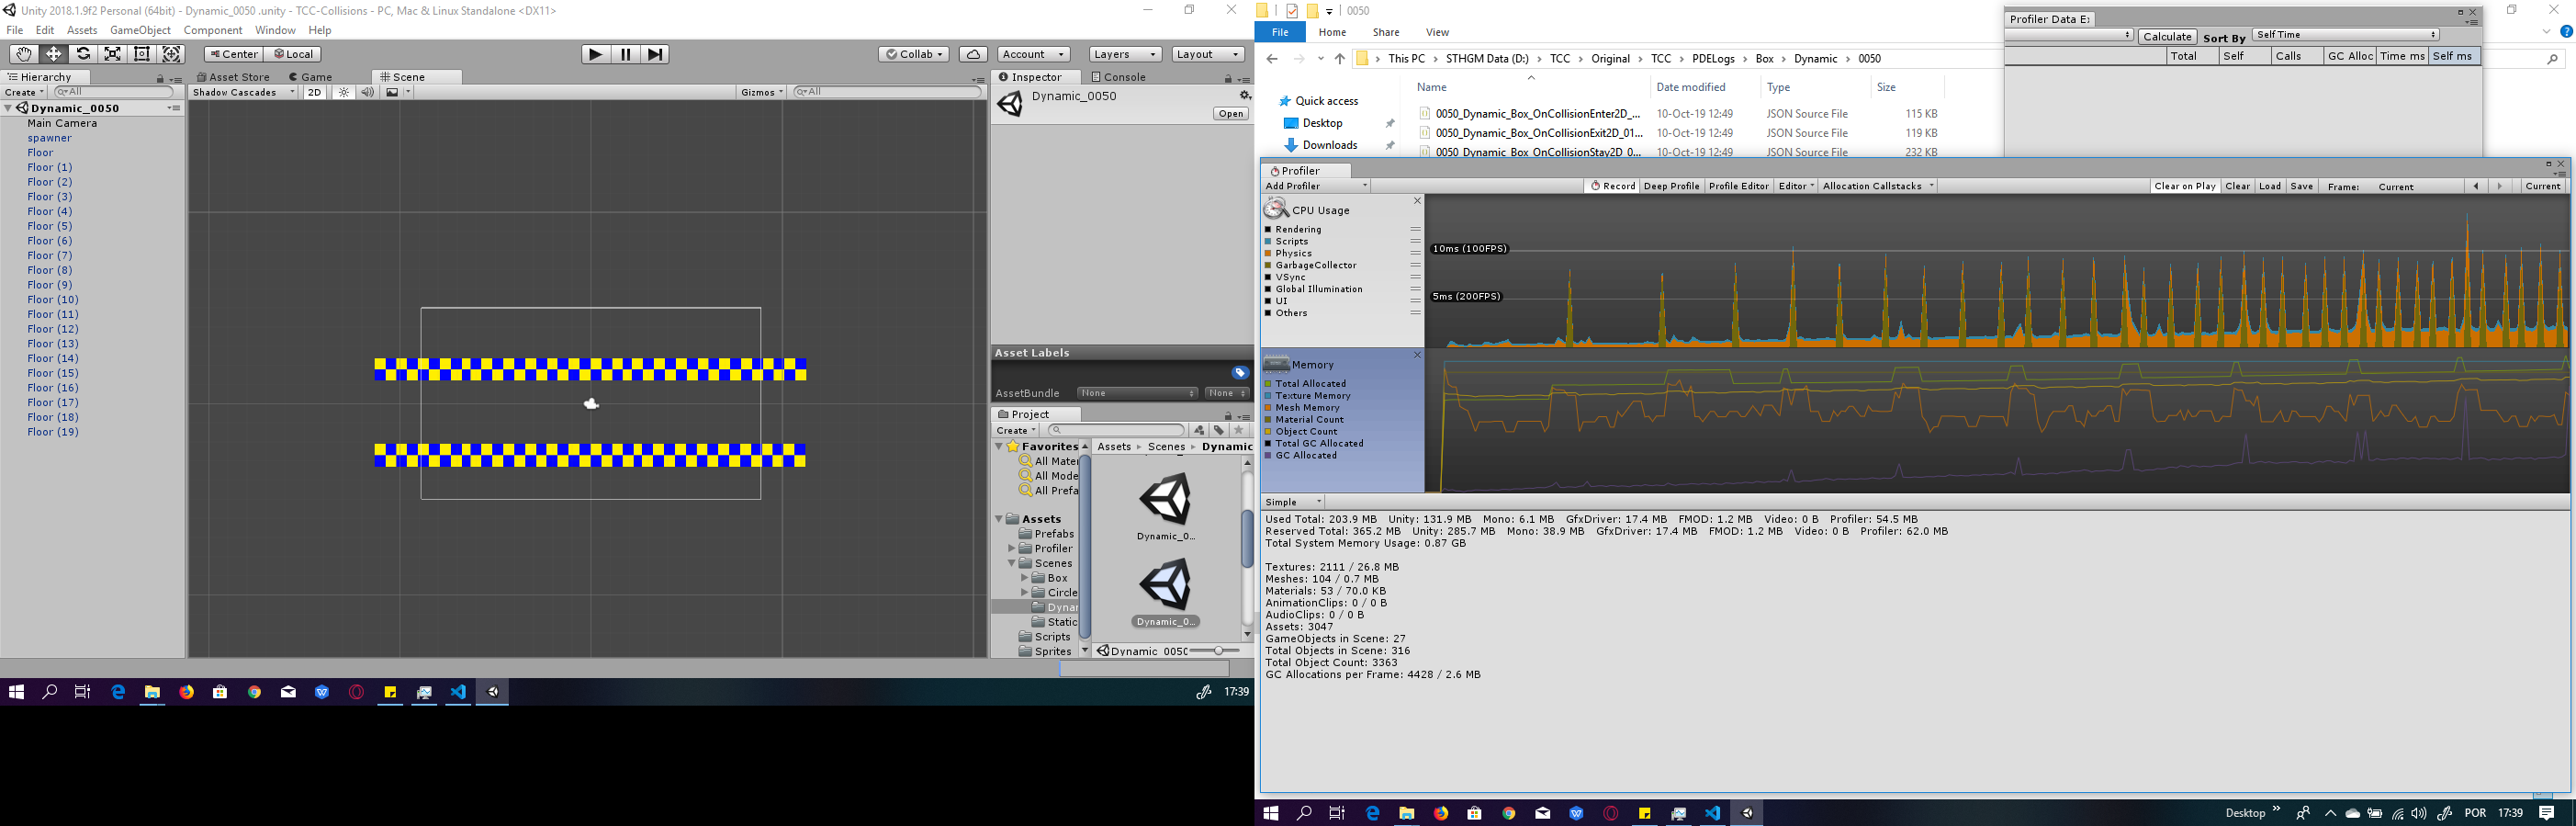 Unity 2018.1.9f2 Personal (64bit) - Dynamic_0050 .unity - TCC-Collisions - PC, Mac & Linux Standalone <DX11>
File Edit Assets GameObject Component Window Help
Center Local
Collab Account Layers Layout
Hierarchy
Create All
Dynamic_0050
Main Camera
spawner
Floor
Floor (1)
Floor (2)
Floor (3)
Floor (4)
Floor (5)
Floor (6)
Floor (7)
Floor (8)
Floor (9)
Floor (10)
Floor (11)
Floor (12)
Floor (13)
Floor (14)
Floor (15)
Floor (16)
Floor (17)
Floor (18)
Floor (19)
Asset Store Game Scene
Shadow Cascades 2D Gizmos All
Inspector Console
Dynamic_0050
Open
Asset Labels
AssetBundle None None
Project
Create
Favorites
All Mater
All Mode
All Prefa
Assets
Prefabs
Profiler
Scenes
Box
Circle
Dynar
Static
Scripts
Sprites
Assets Scenes Dynamic
Dynamic_0...
Dynamic_0...
Dynamic 0050
17:39
0050
File Home Share View
This PC STHGM Data (D:) TCC Original TCC PDELogs Box Dynamic 0050
Quick access
Desktop
Downloads
Name Date modified Type Size
0050_Dynamic_Box_OnCollisionEnter2D_... 10-Oct-19 12:49 JSON Source File 115 KB
0050_Dynamic_Box_OnCollisionExit2D_01... 10-Oct-19 12:49 JSON Source File 119 KB
0050_Dynamic_Box_OnCollisionStay2D_0... 10-Oct-19 12:49 JSON Source File 232 KB
Profiler Data E
Calculate Sort By Self Time
Total Self Calls GC Alloc Time ms Self ms
Profiler
Add Profiler Record Deep Profile Profile Editor Editor Allocation Callstacks Clear on Play Clear Load Save Frame: Current Current
CPU Usage
Rendering
Scripts
Physics
GarbageCollector
VSync
Global Illumination
UI
Others
10ms (100FPS)
5ms (200FPS)
Memory
Total Allocated
Texture Memory
Mesh Memory
Material Count
Object Count
Total GC Allocated
GC Allocated
Simple
Used Total: 203.9 MB Unity: 131.9 MB Mono: 6.1 MB GfxDriver: 17.4 MB FMOD: 1.2 MB Video: 0 B Profiler: 54.5 MB
Reserved Total: 365.2 MB Unity: 285.7 MB Mono: 38.9 MB GfxDriver: 17.4 MB FMOD: 1.2 MB Video: 0 B Profiler: 62.0 MB
Total System Memory Usage: 0.87 GB
Textures: 2111 / 26.8 MB
Meshes: 104 / 0.7 MB
Materials: 53 / 70.0 KB
AnimationClips: 0 / 0 B
AudioClips: 0 / 0 B
Assets: 3047
GameObjects in Scene: 27
Total Objects in Scene: 316
Total Object Count: 3363
GC Allocations per Frame: 4428 / 2.6 MB
Desktop POR 17:39